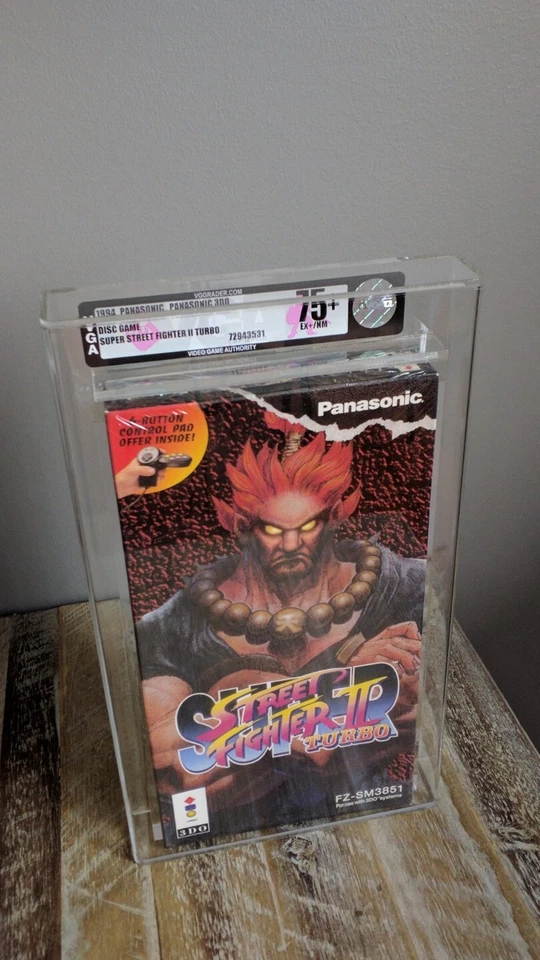 VGGRADER.COM
1994 PANASONIC PANASONIC 3DO
DISC GAME
SUPER STREET FIGHTER II TURBO 72943531
75+
EX+/NM
VGA
VIDEO GAME AUTHORITY
Panasonic
6-BUTTON
CONTROL PAD
OFFER INSIDE!
SUPER
STREET
FIGHTER II
TURBO
3DO
FZ-SM3851